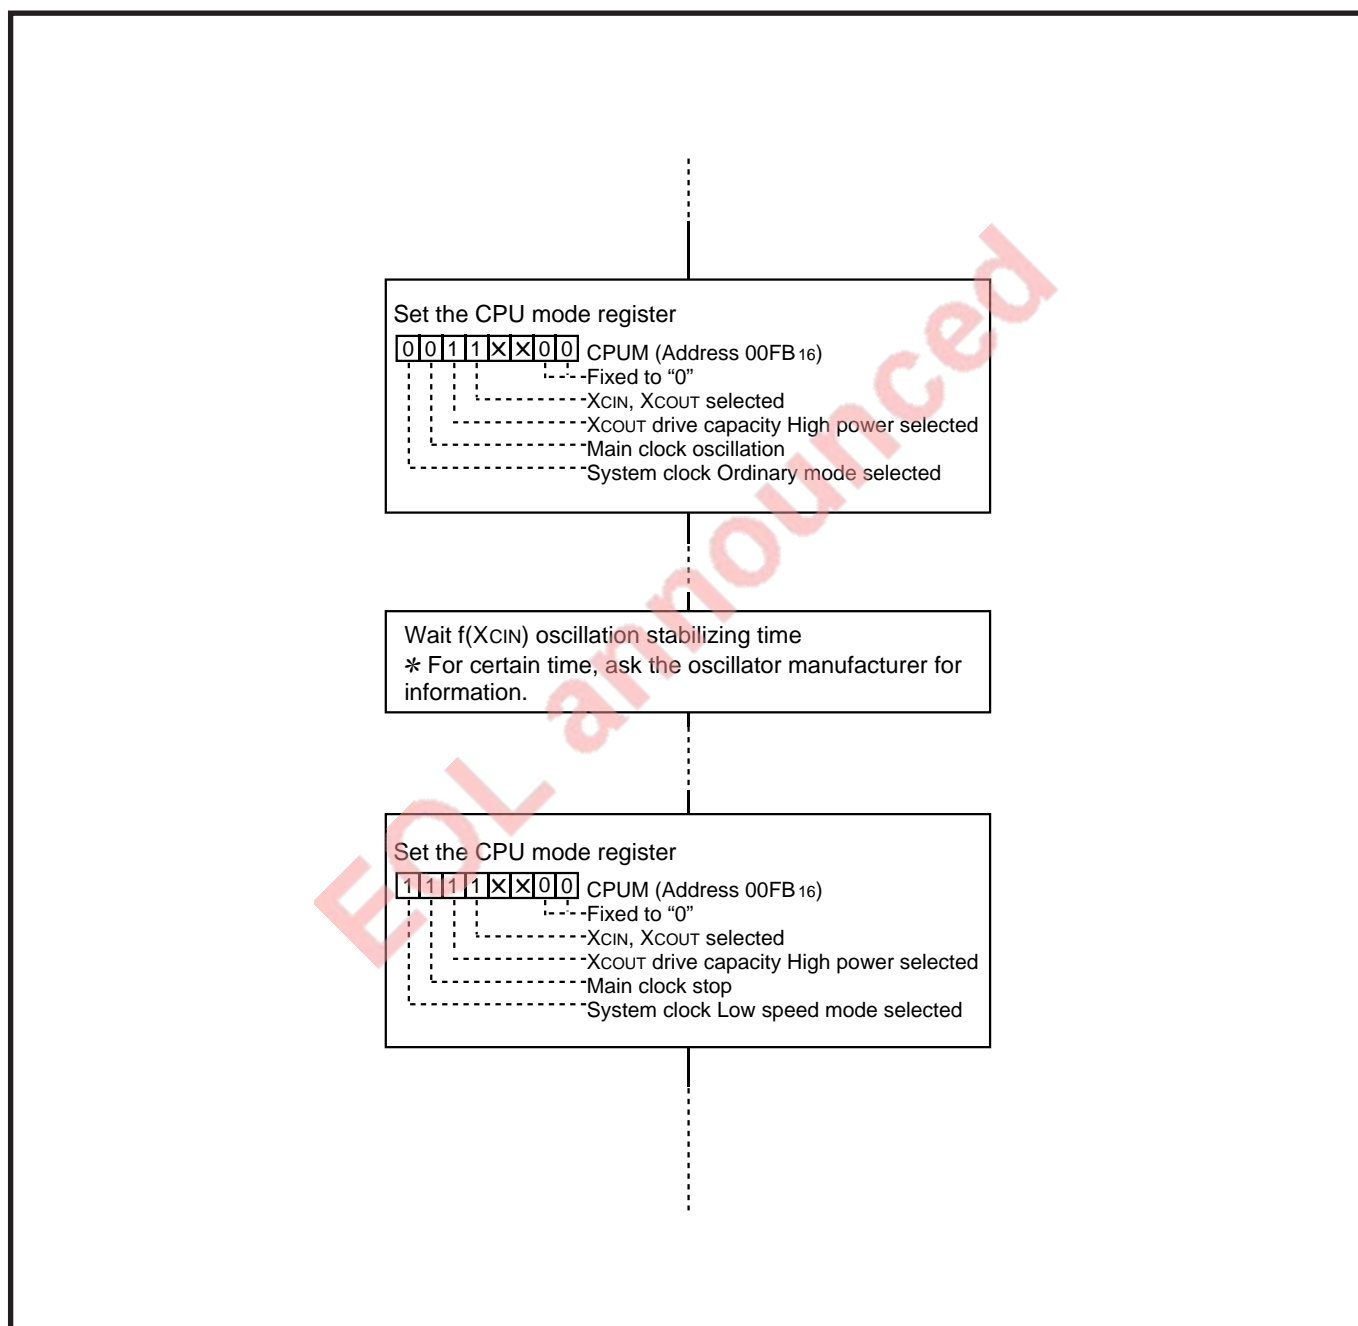 Set the CPU mode register
0 0 1 1 X X 0 0 CPUM (Address 00FB16)
Fixed to “0”
XCIN, XCOUT selected
XCOUT drive capacity High power selected
Main clock oscillation
System clock Ordinary mode selected
Wait f(XCIN) oscillation stabilizing time
* For certain time, ask the oscillator manufacturer for
information.
Set the CPU mode register
1 1 1 1 X X 0 0 CPUM (Address 00FB16)
Fixed to “0”
XCIN, XCOUT selected
XCOUT drive capacity High power selected
Main clock stop
System clock Low speed mode selected
EOL announced